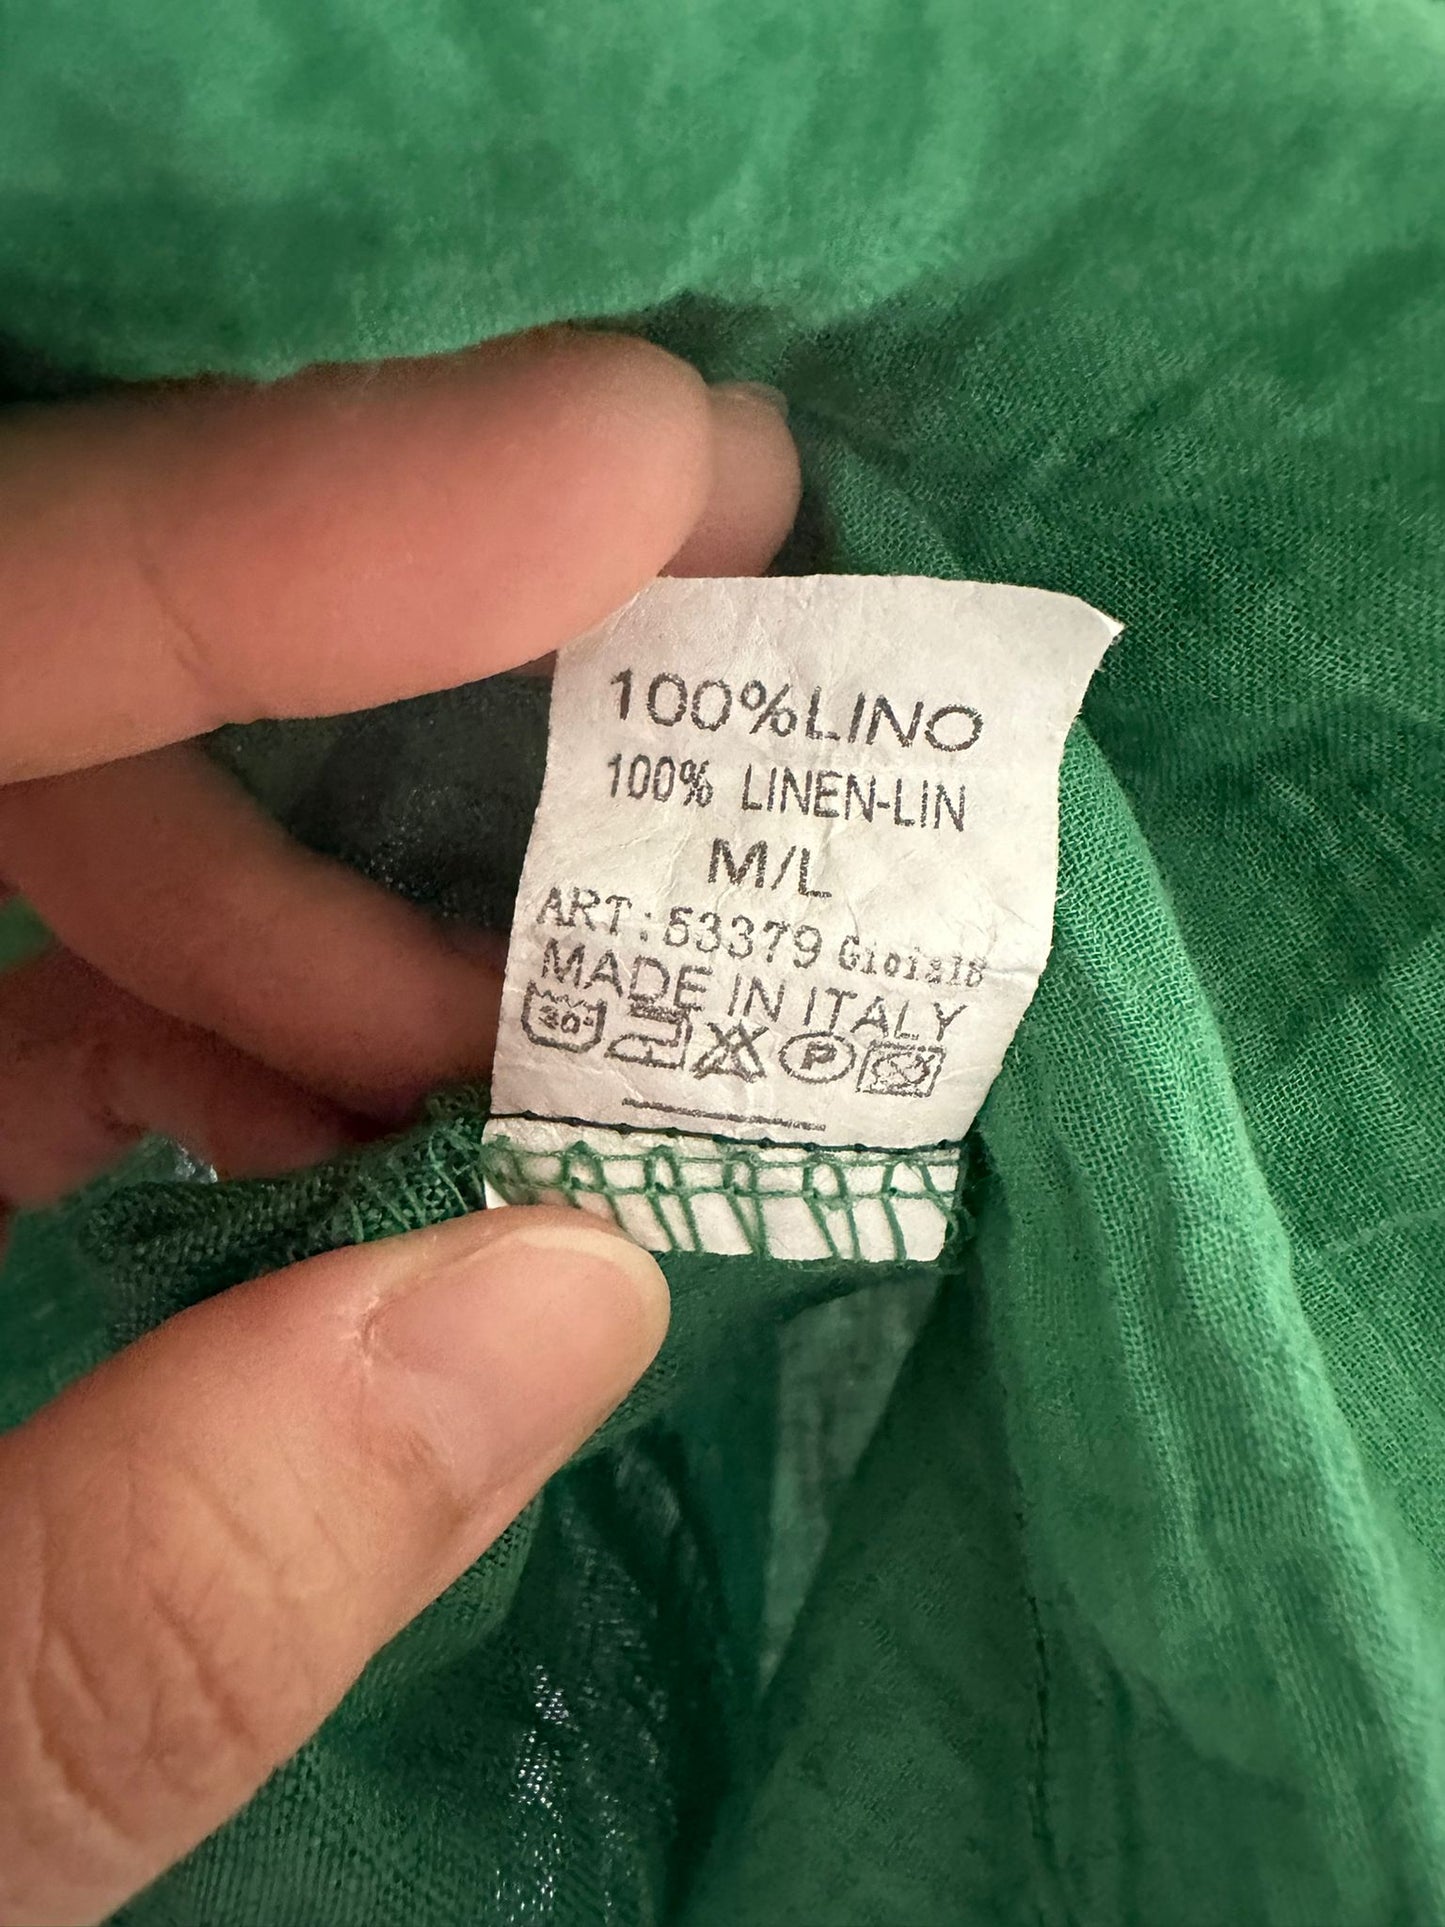 100%LINO
100% LINEN-LIN
M/L
ART:53379
MADE IN ITALY
P